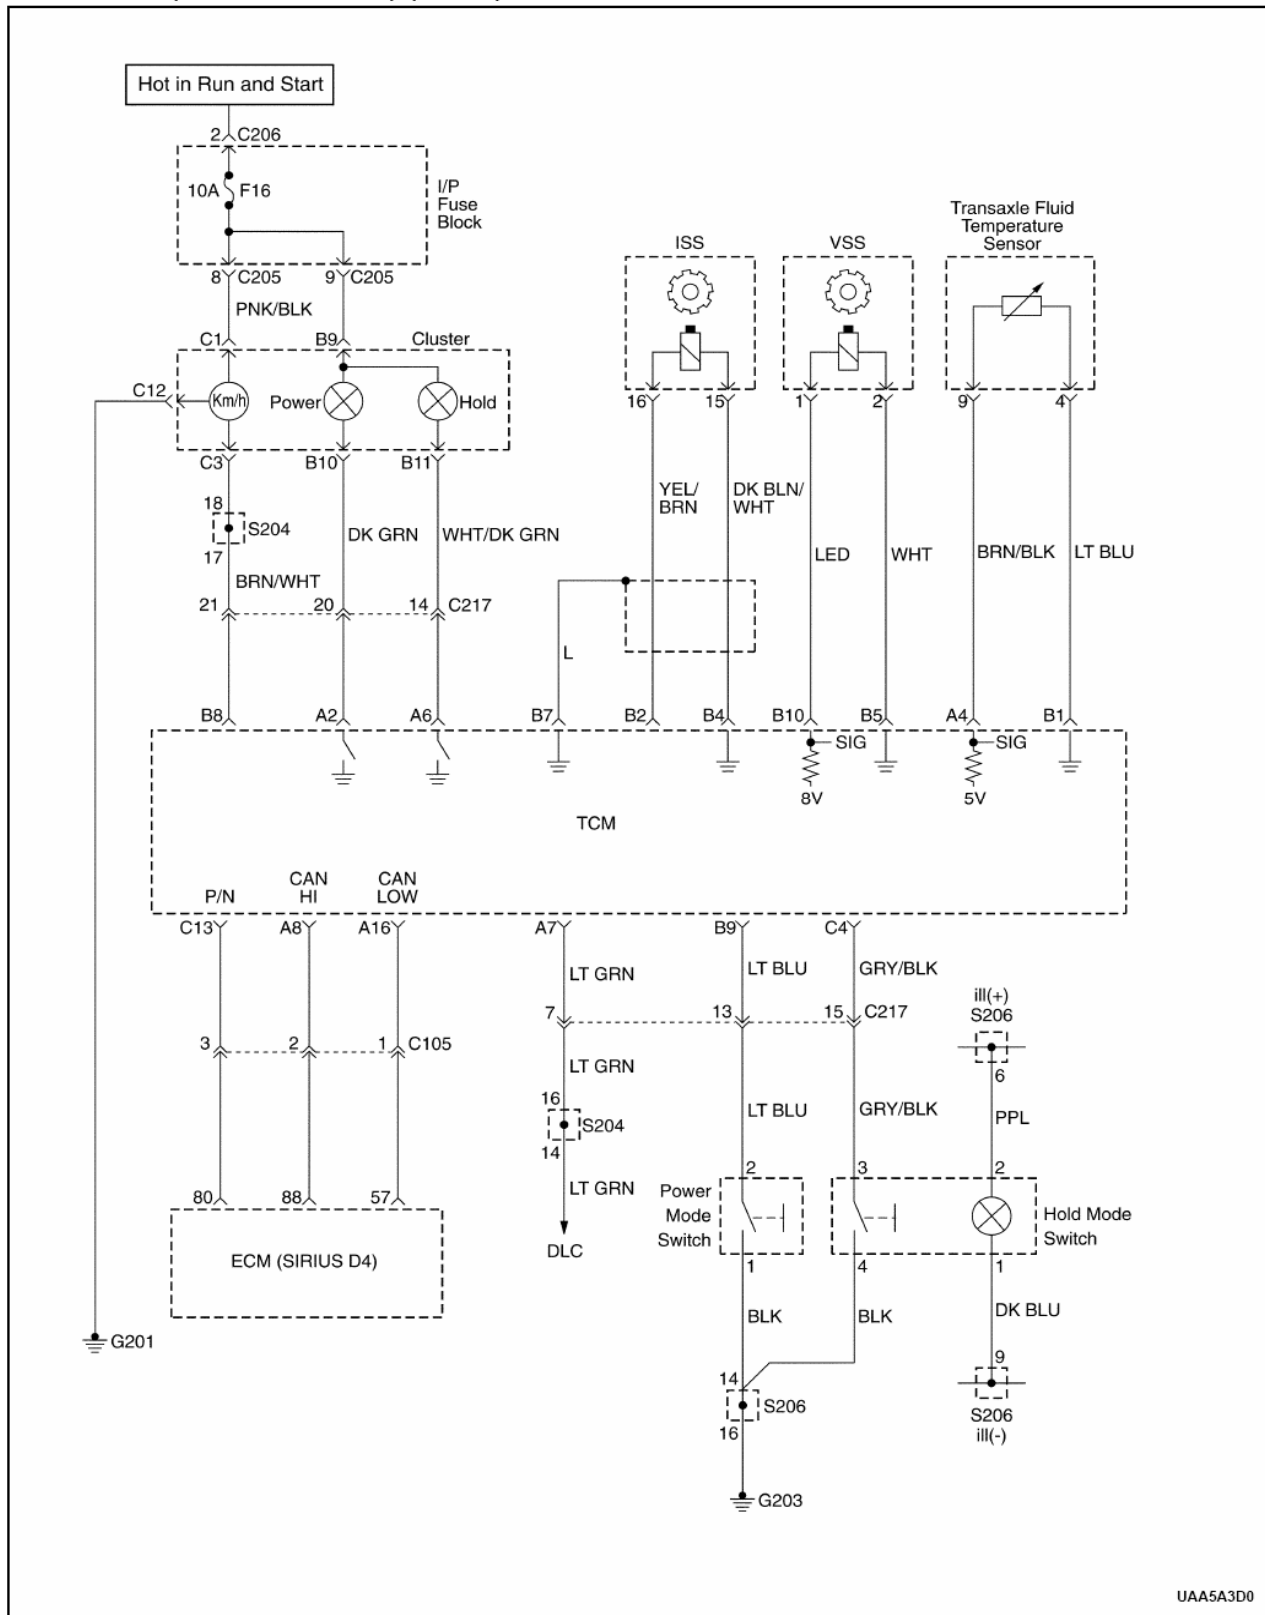 Hot in Run and Start
2 C206
10A F16
I/P
Fuse
Block
8 C205
9 C205
PNK/BLK
C1
B9
Cluster
C12
Km/h
Power
Hold
C3
B10
B11
18
S204
17
BRN/WHT
DK GRN
WHT/DK GRN
21
20
14
C217
ISS
VSS
Transaxle Fluid
Temperature
Sensor
16
15
1
2
9
4
YEL/
BRN
DK BLN/
WHT
LED
WHT
BRN/BLK
LT BLU
L
B8
A2
A6
B7
B2
B4
B10
B5
A4
B1
SIG
SIG
8V
5V
TCM
P/N
CAN
HI
CAN
LOW
C13
A8
A16
A7
B9
C4
LT GRN
LT BLU
GRY/BLK
7
13
15
C217
3
2
1
C105
LT GRN
16
S204
14
LT GRN
DLC
LT BLU
GRY/BLK
ill(+)
S206
6
PPL
80
88
57
ECM (SIRIUS D4)
2
3
2
Power
Mode
Switch
Hold Mode
Switch
1
4
1
BLK
BLK
DK BLU
G201
14
S206
16
9
S206
ill(-)
G203
UAA5A3D0